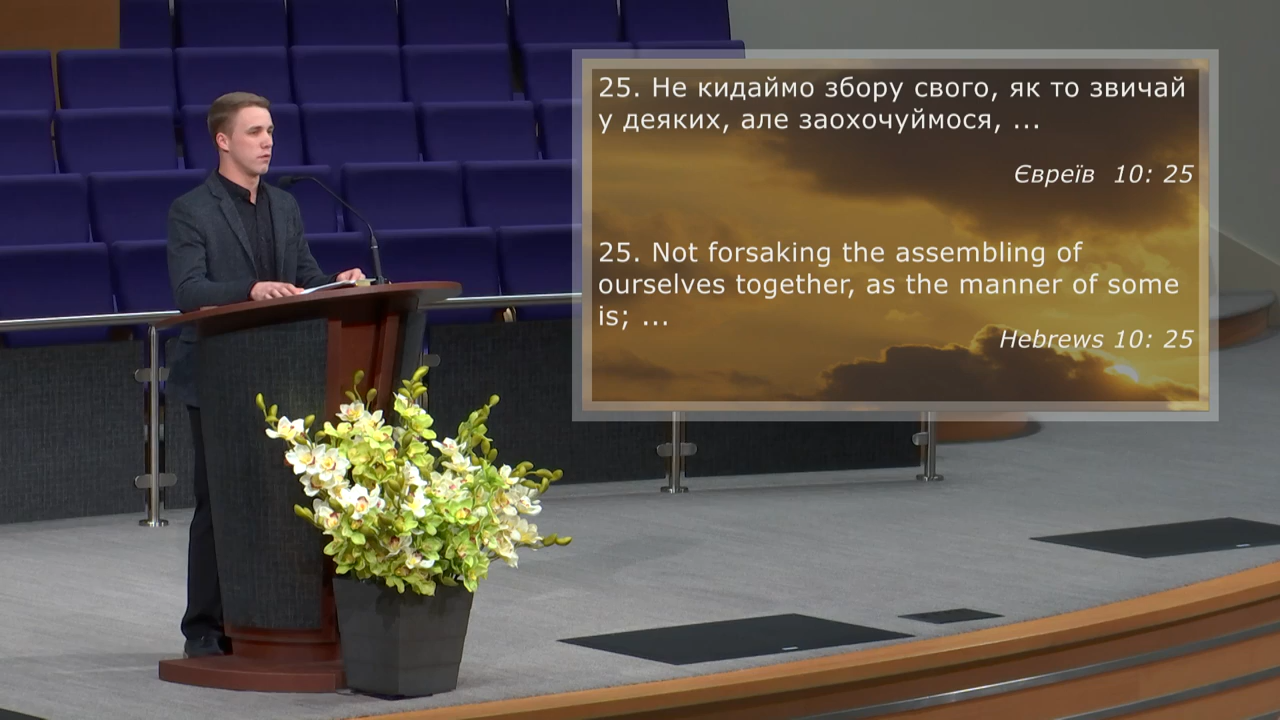 25. Не кидаймо збору свого, як то звичай
у деяких, але заохочуймося, ...
Євреїв 10: 25
25. Not forsaking the assembling of
ourselves together, as the manner of some
is; ...
Hebrews 10: 25